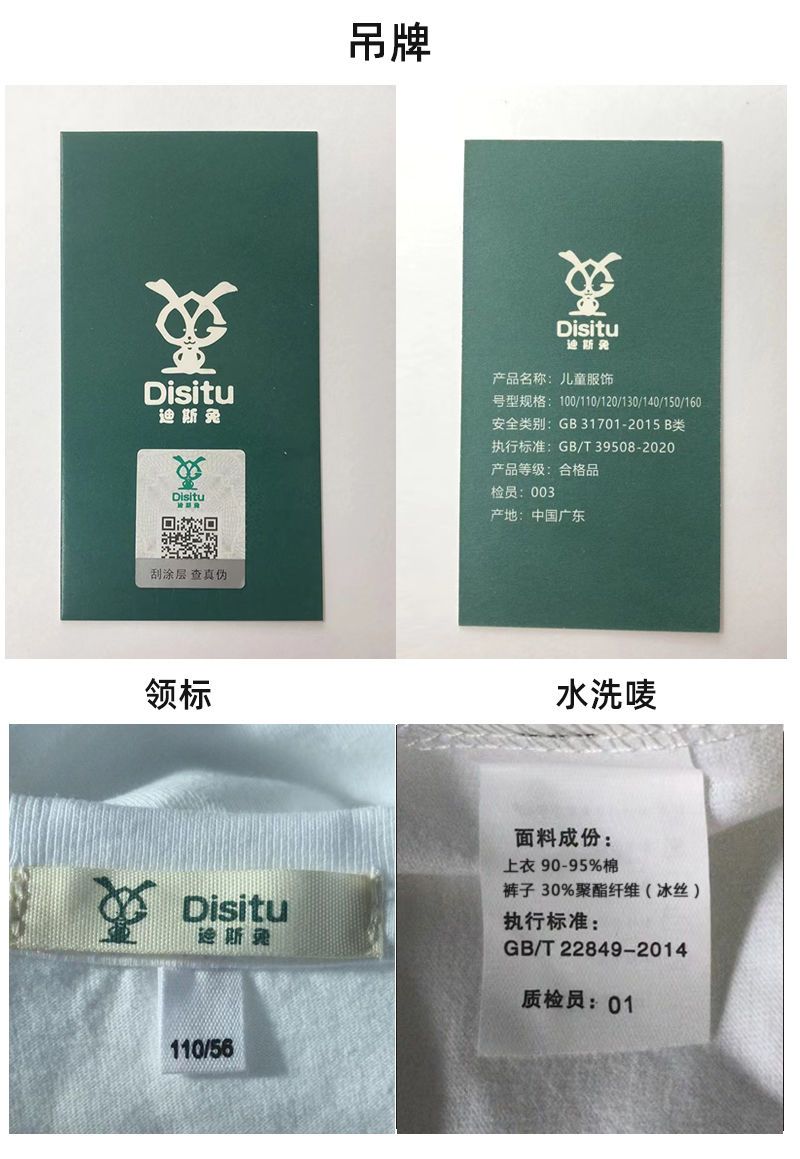 吊牌
Disitu
迪斯兔
Disitu
迪斯兔
刮涂层 查真伪
Disitu
迪斯兔
产品名称：儿童服饰
号型规格：100/110/120/130/140/150/160
安全类别：GB 31701-2015 B类
执行标准：GB/T 39508-2020
产品等级：合格品
检员：003
产地：中国广东
领标
水洗唛
Disitu
迪斯兔
110/56
面料成份：
上衣 90-95%棉
裤子 30%聚酯纤维（冰丝）
执行标准：
GB/T 22849-2014
质检员：01